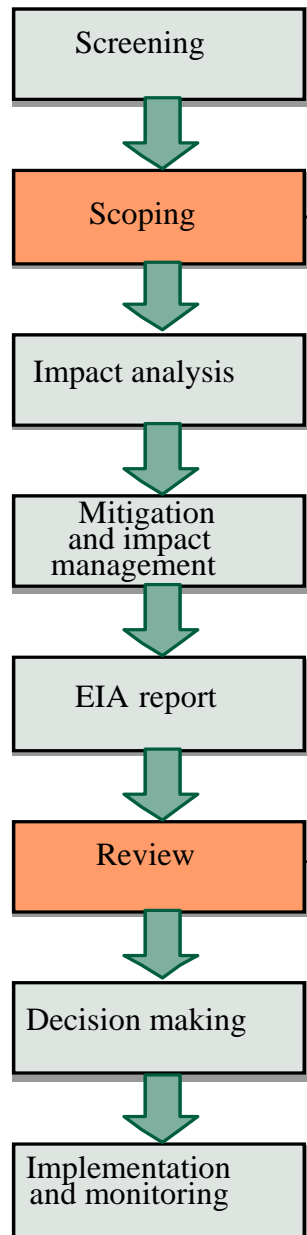 Screening
Scoping
Impact analysis
Mitigation
and impact
management
EIA report
Review
Decision making
Implementation
and monitoring